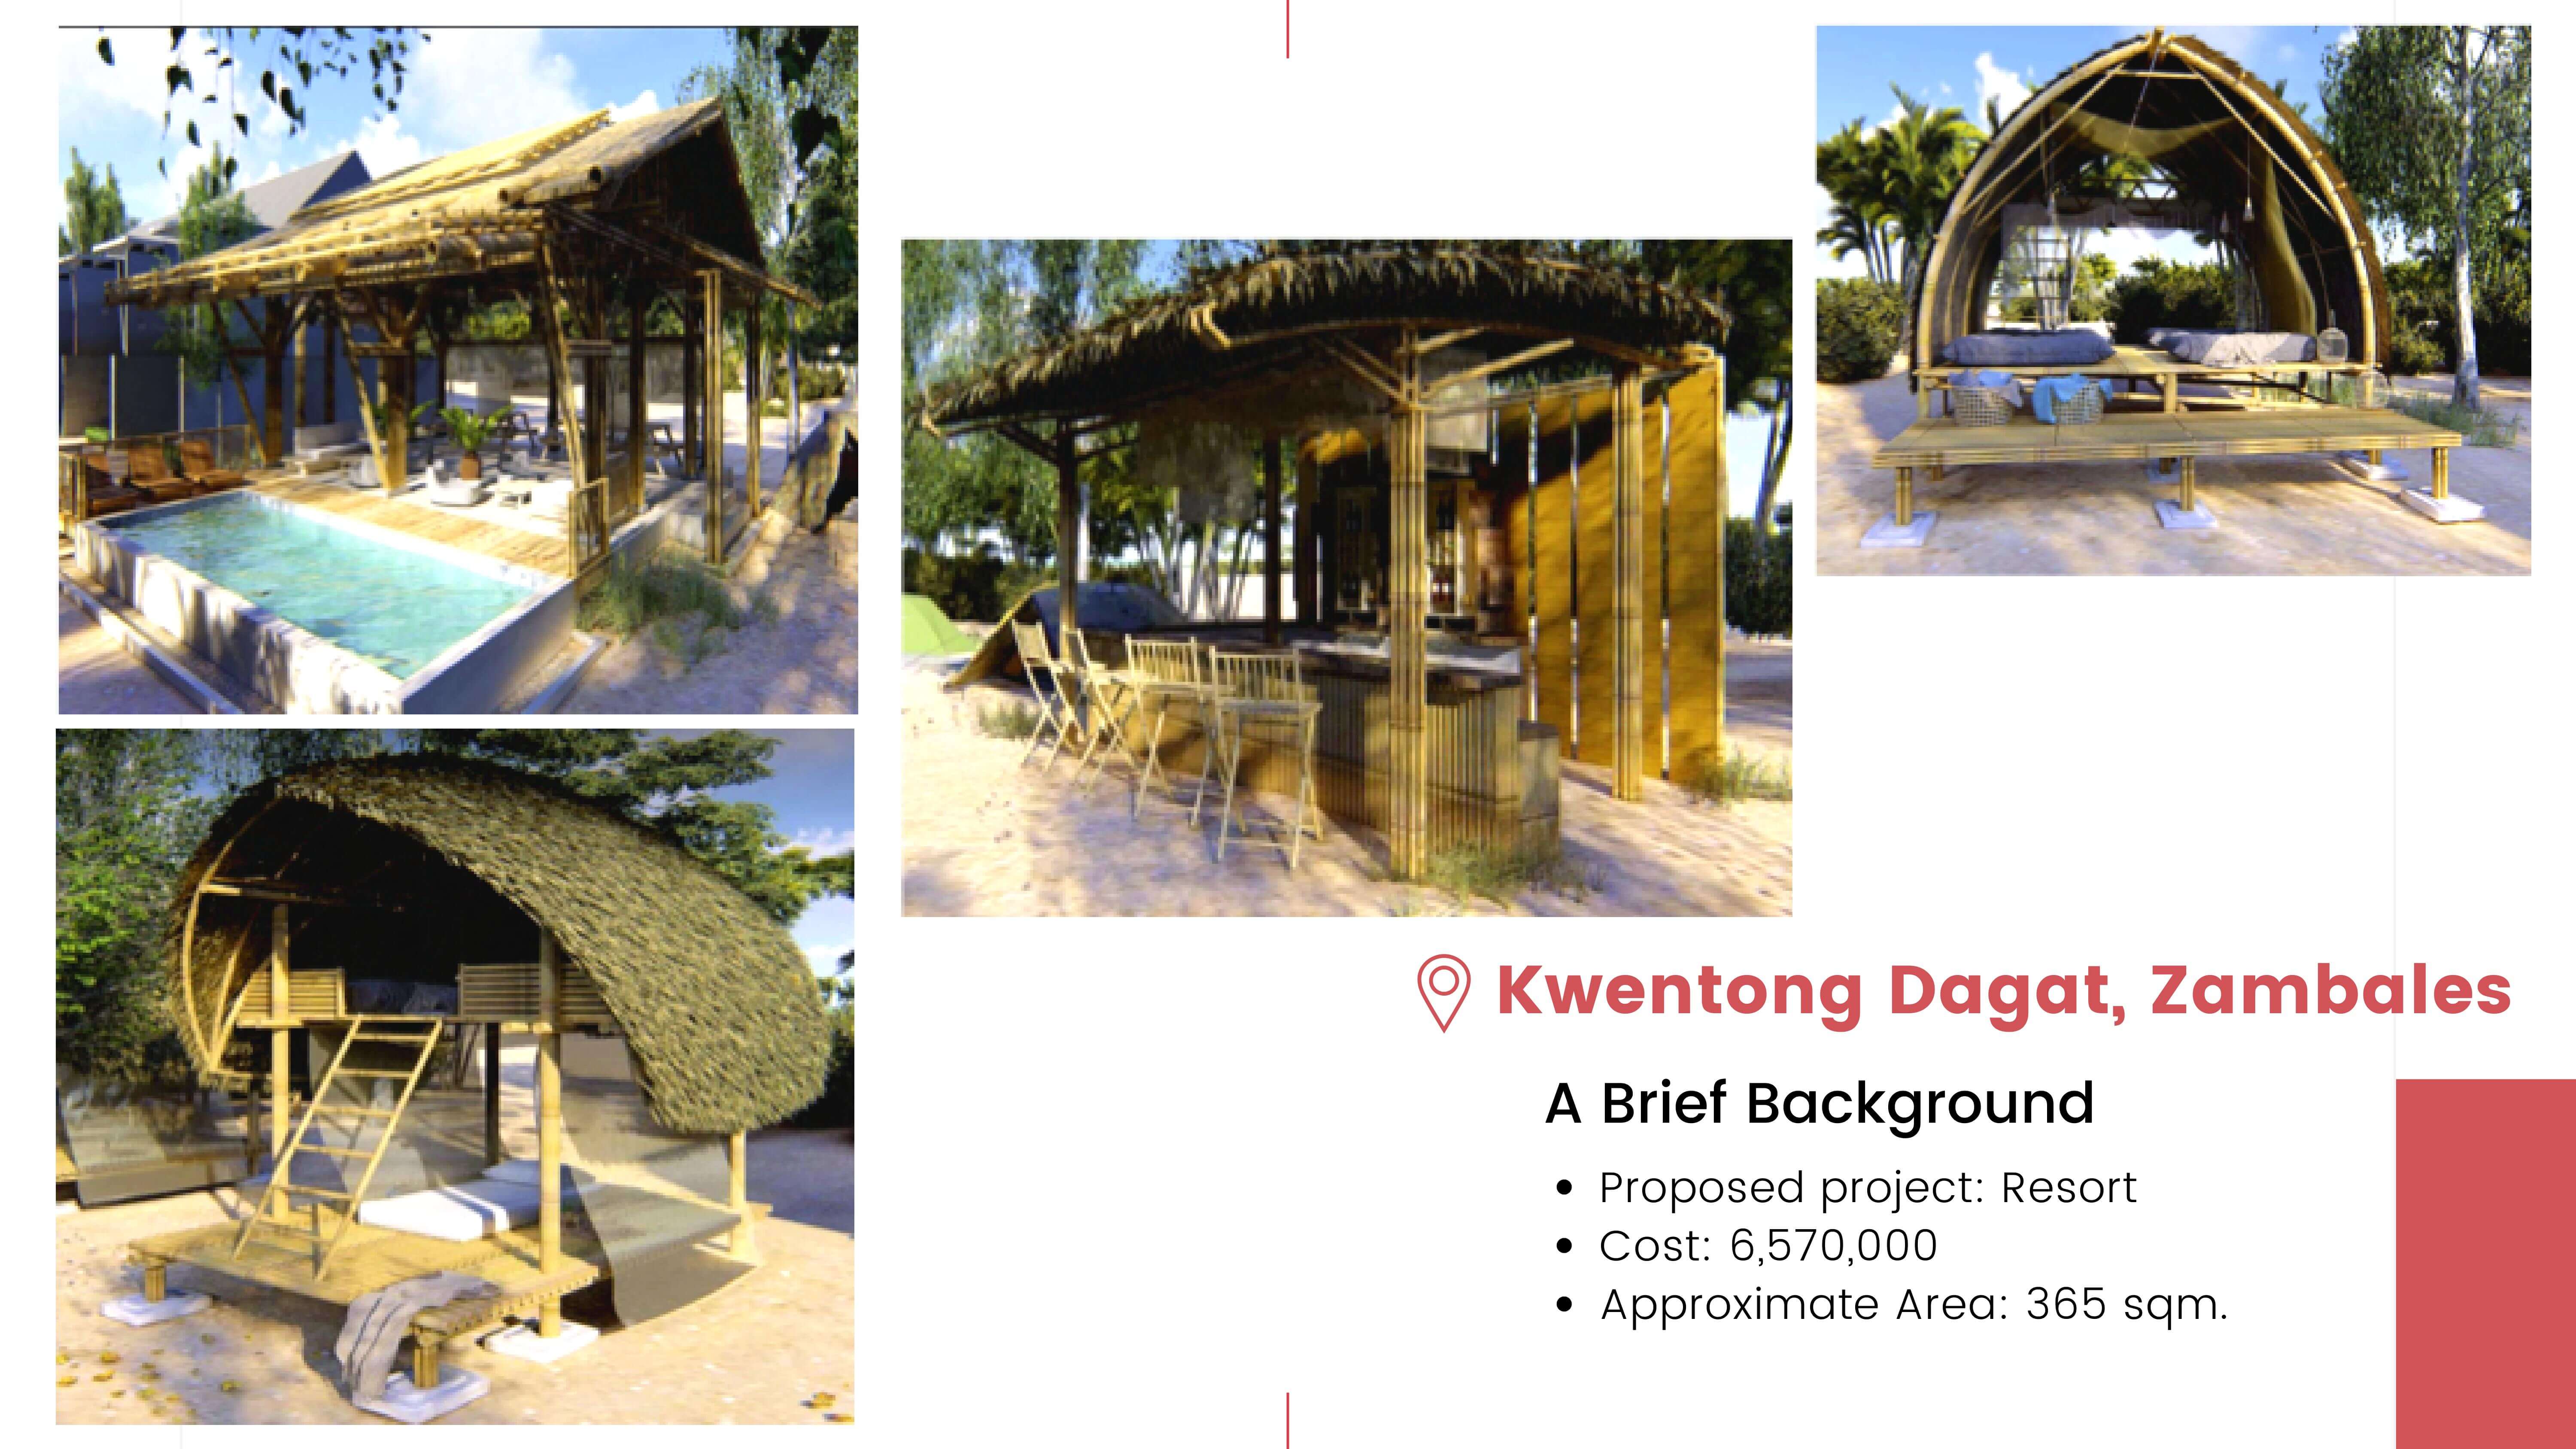 Kwentong Dagat, Zambales
A Brief Background
Proposed project: Resort
Cost: 6,570,000
Approximate Area: 365 sqm.